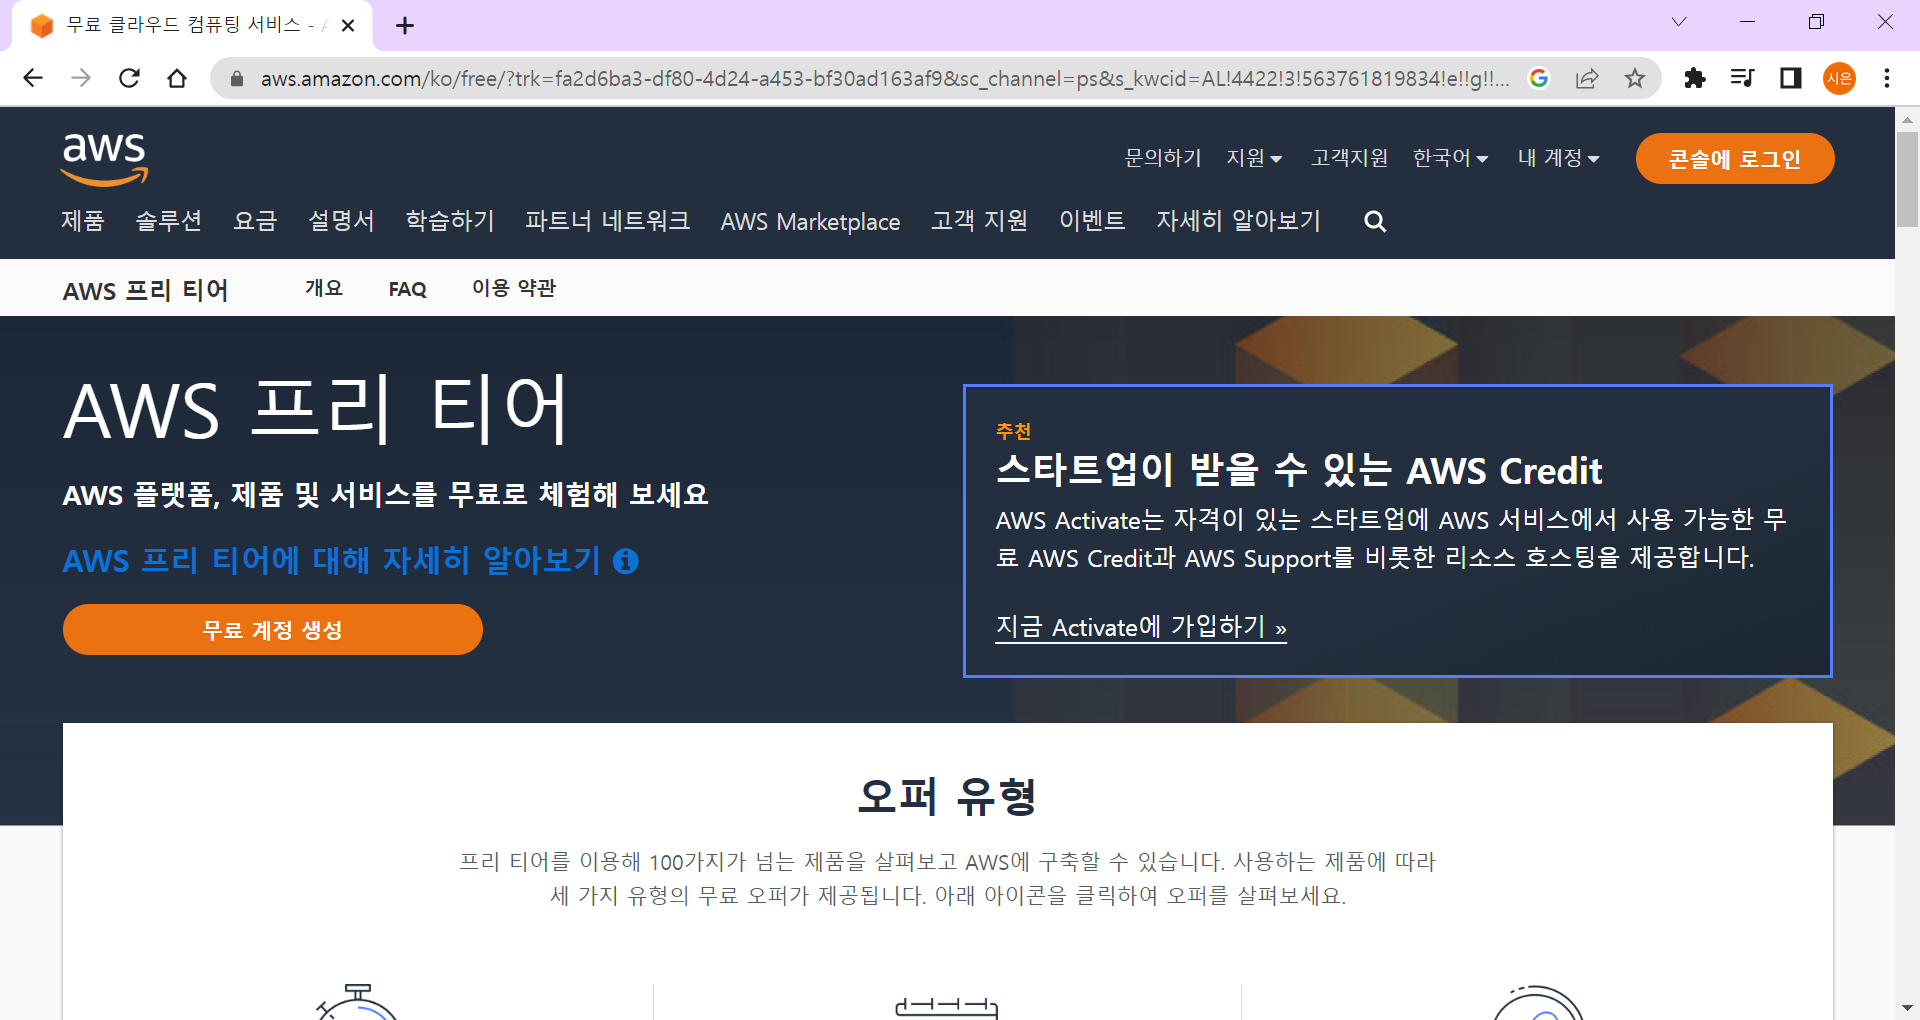 무료 클라우드 컴퓨팅 서비스 -
aws.amazon.com/ko/free/?trk=fa2d6ba3-df80-4d24-a453-bf30ad163af9&sc_channel=ps&s_kwcid=AL!4422!3!563761819834!e!!g!!...
시은
aws
문의하기 지원 고객지원 한국어 내 계정 콘솔에 로그인
제품 솔루션 요금 설명서 학습하기 파트너 네트워크 AWS Marketplace 고객 지원 이벤트 자세히 알아보기
AWS 프리 티어 개요 FAQ 이용 약관
AWS 프리 티어
AWS 플랫폼, 제품 및 서비스를 무료로 체험해 보세요
AWS 프리 티어에 대해 자세히 알아보기
무료 계정 생성
추천
스타트업이 받을 수 있는 AWS Credit
AWS Activate는 자격이 있는 스타트업에 AWS 서비스에서 사용 가능한 무
료 AWS Credit과 AWS Support를 비롯한 리소스 호스팅을 제공합니다.
지금 Activate에 가입하기 »
오퍼 유형
프리 티어를 이용해 100가지가 넘는 제품을 살펴보고 AWS에 구축할 수 있습니다. 사용하는 제품에 따라
세 가지 유형의 무료 오퍼가 제공됩니다. 아래 아이콘을 클릭하여 오퍼를 살펴보세요.